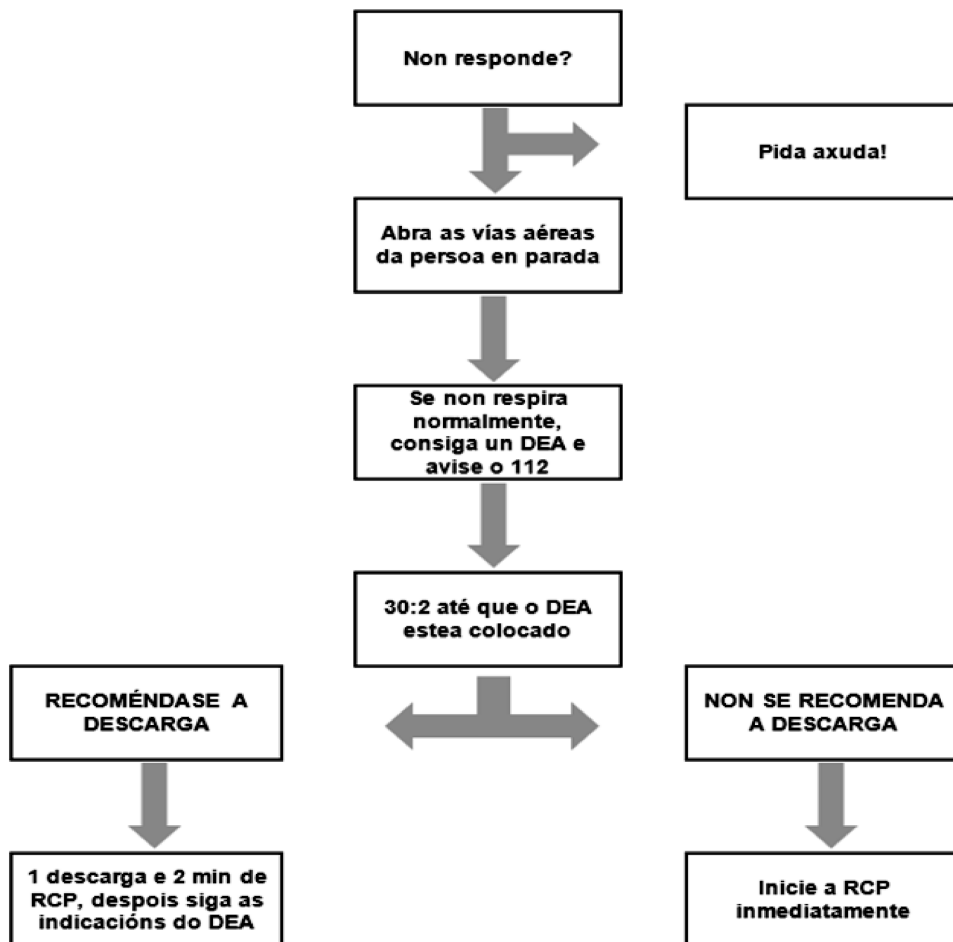 Non responde?
Pida axuda!
Abra as vías aéreas
da persoa en parada
Se non respira
normalmente,
consiga un DEA e
avise o 112
30:2 até que o DEA
estea colocado
RECOMÉNDASE A
DESCARGA
NON SE RECOMENDA
A DESCARGA
1 descarga e 2 min de
RCP, despois siga as
indicacións do DEA
Inicie a RCP
inmediatamente